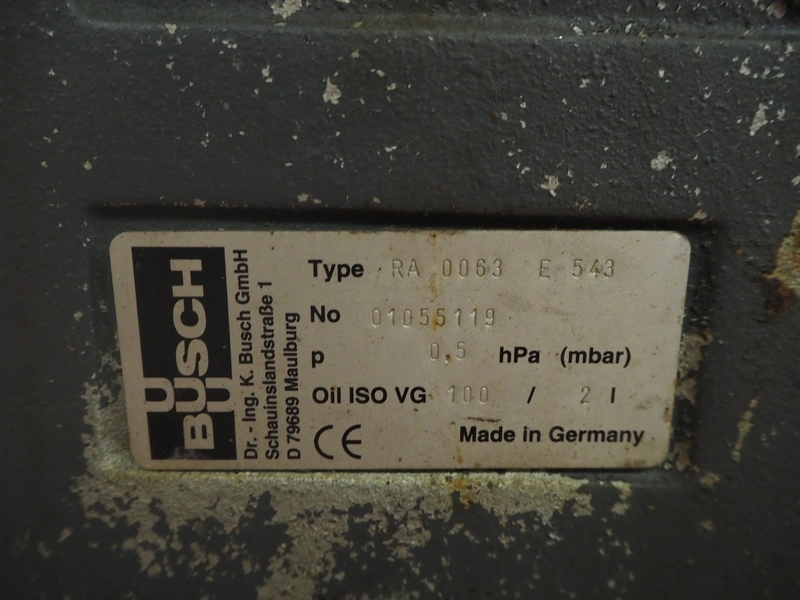 BUSCH
Dr. - Ing. K. Busch GmbH
Schauinslandstraße 1
D 79689 Maulburg
Type RA 0063 E 543
No 01055119
p 0,5 hPa (mbar)
Oil ISO VG 100 / 2 l
CE Made in Germany